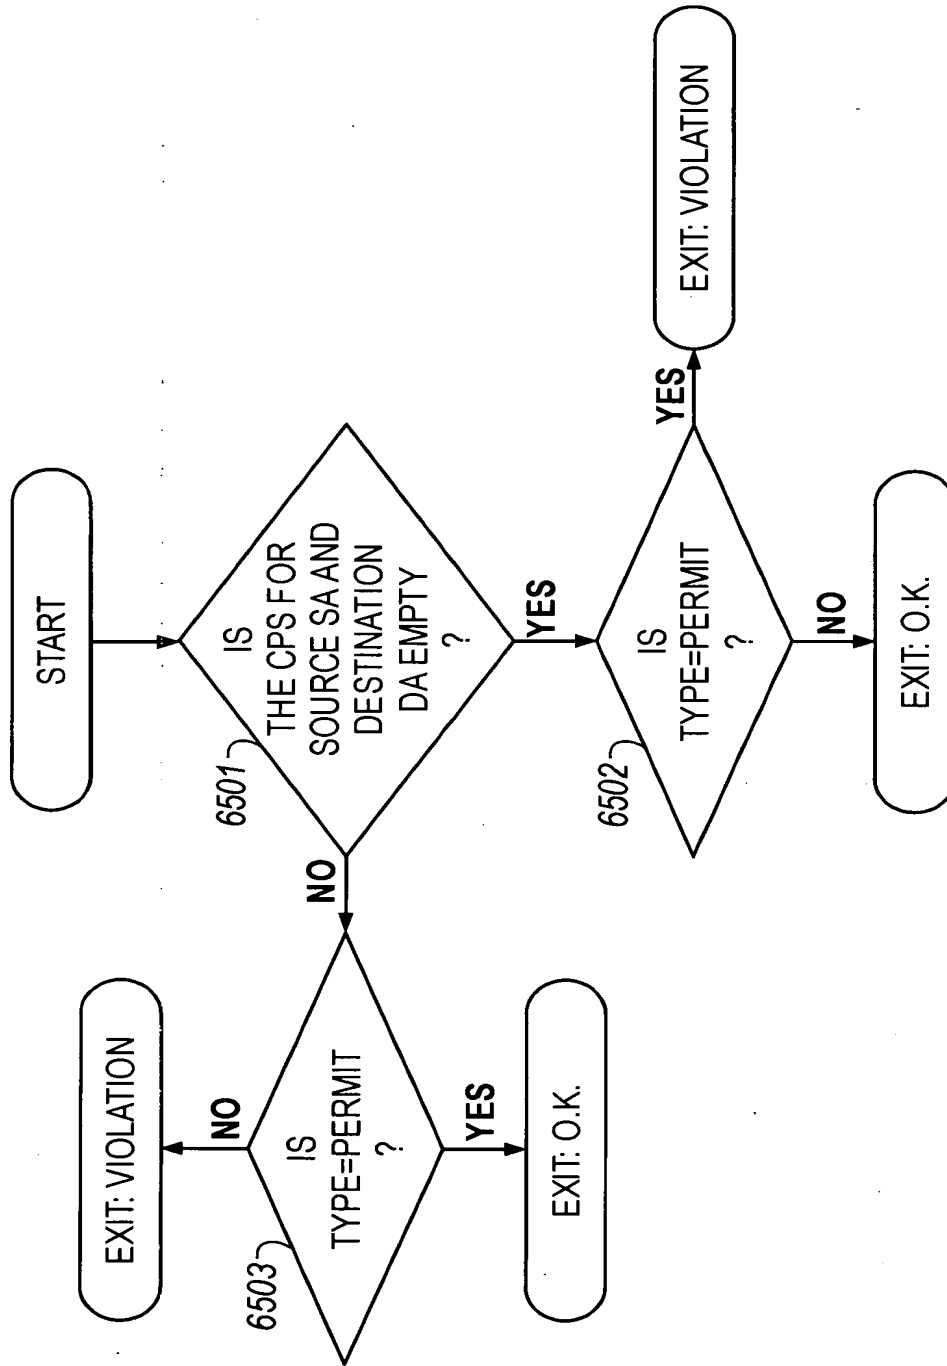 START
6501
IS
THE CPS FOR
SOURCE SA AND
DESTINATION
DA EMPTY
?
NO
YES
EXIT: VIOLATION
NO
6503
IS
TYPE=PERMIT
?
YES
EXIT: O.K.
6502
IS
TYPE=PERMIT
?
YES
EXIT: VIOLATION
NO
EXIT: O.K.